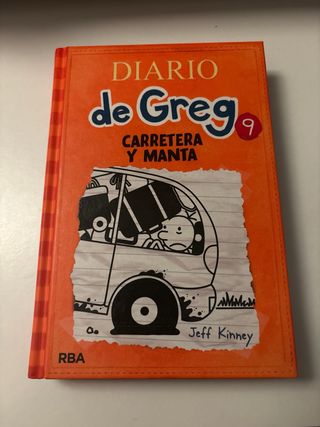 DIARIO
de Greg 9
CARRETERA
Y MANTA
Jeff Kinney
RBA